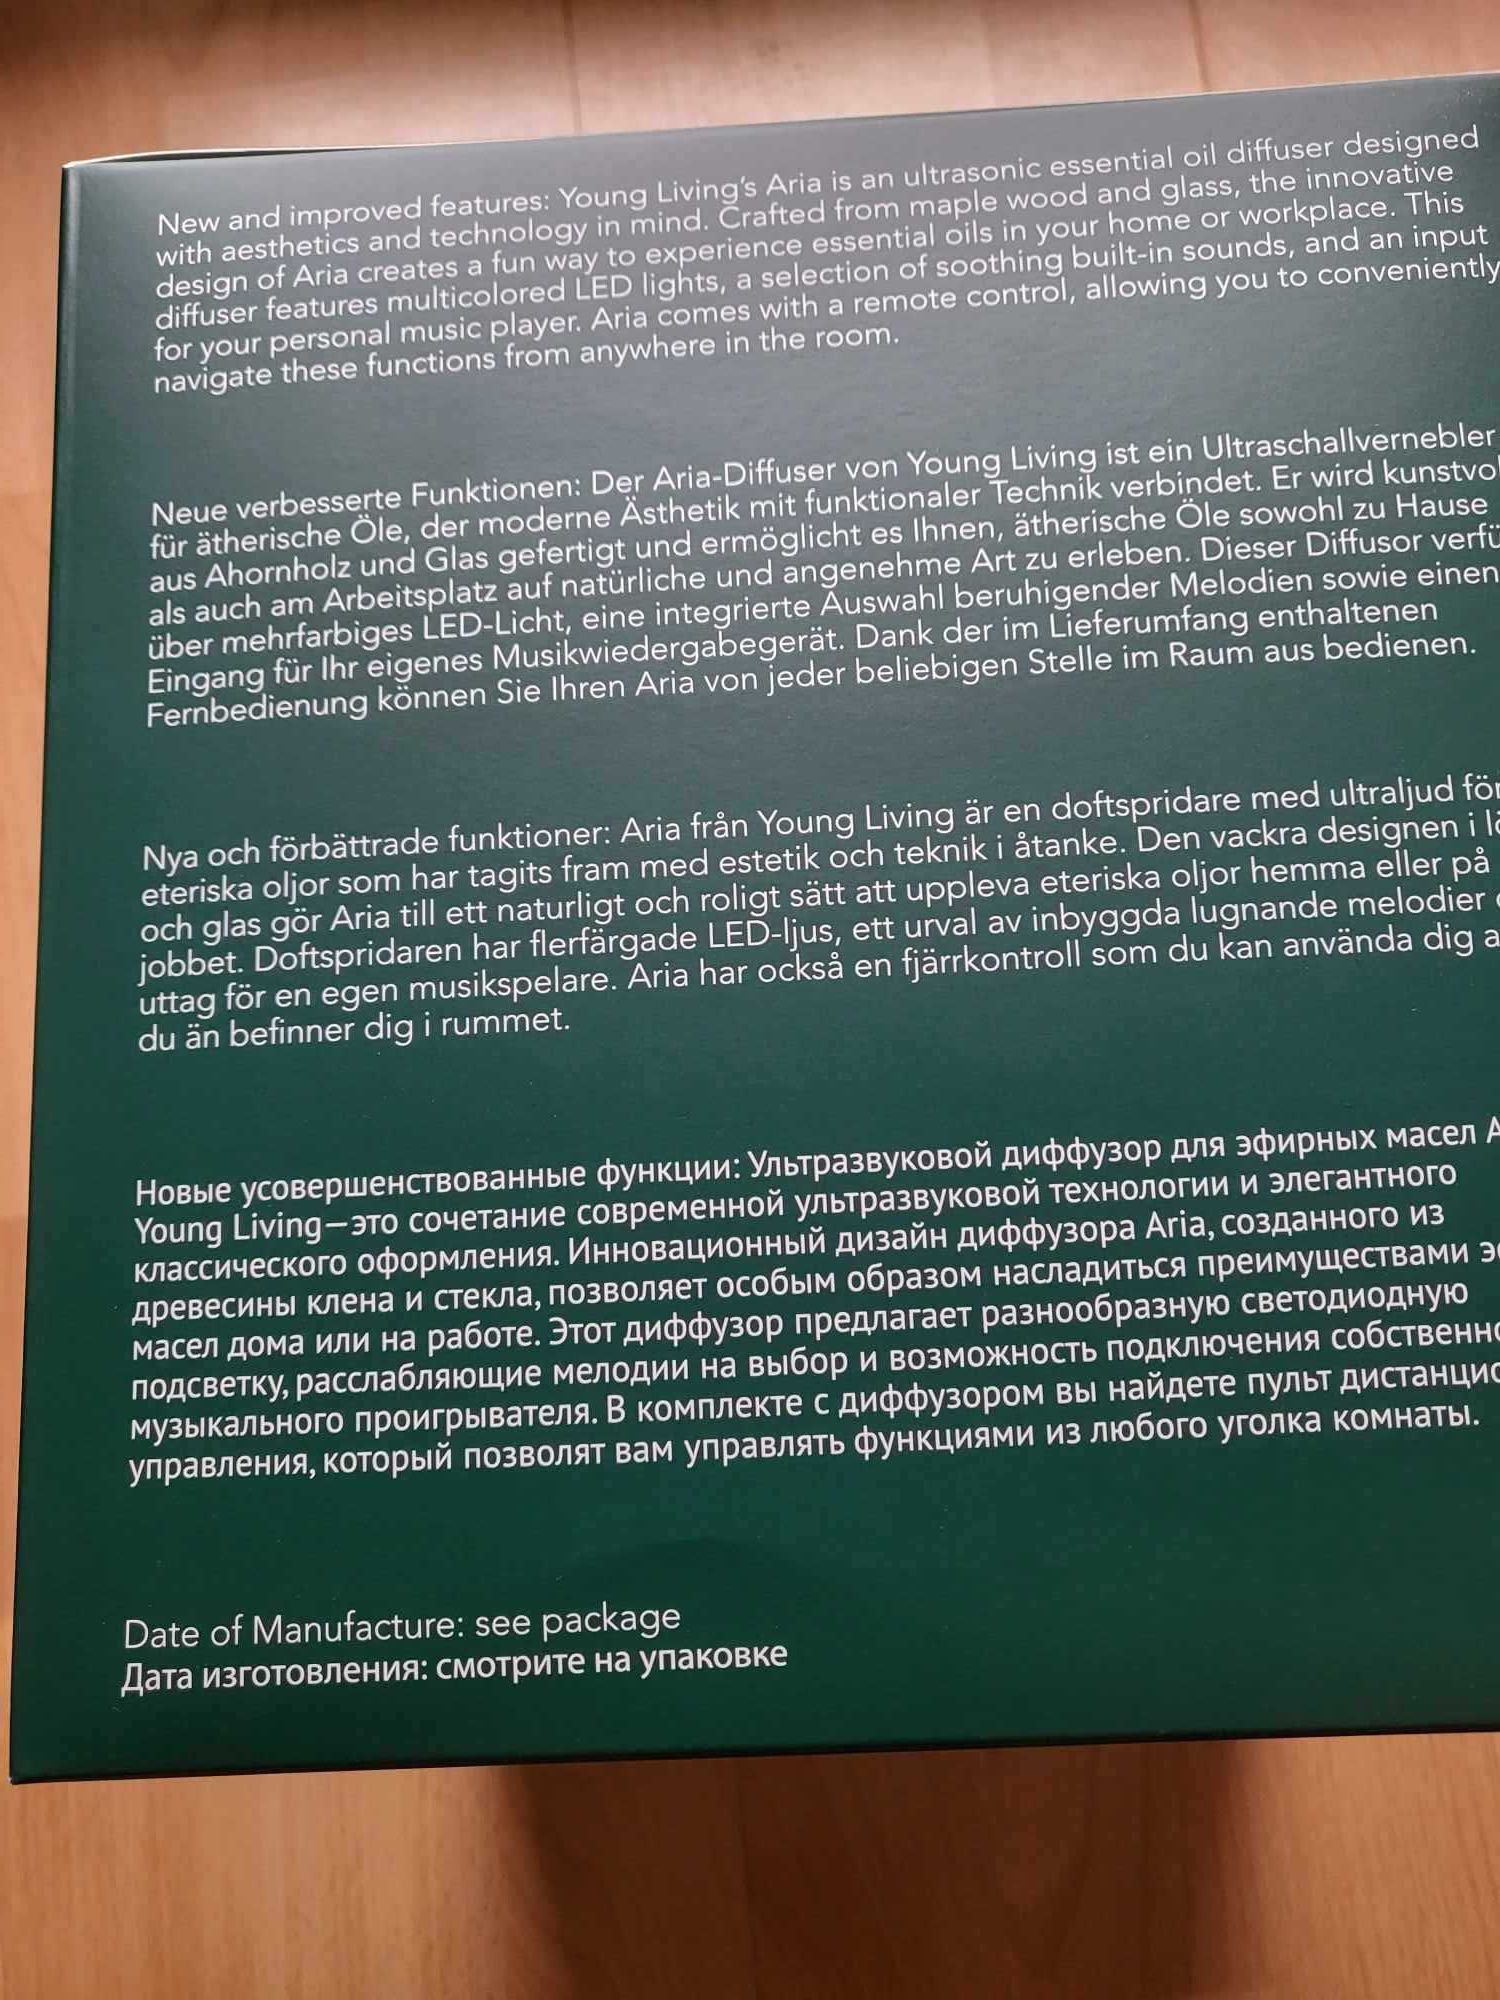 New and improved features: Young Living's Aria is an ultrasonic essential oil diffuser designed
with aesthetics and technology in mind. Crafted from maple wood and glass, the innovative
design of Aria creates a fun way to experience essential oils in your home or workplace. This
diffuser features multicolored LED lights, a selection of soothing built-in sounds, and an input
for your personal music player. Aria comes with a remote control, allowing you to conveniently
navigate these functions from anywhere in the room.
Neue verbesserte Funktionen: Der Aria-Diffuser von Young Living ist ein Ultraschallvernebler
für ätherische Öle, der moderne Ästhetik mit funktionaler Technik verbindet. Er wird
aus Ahornholz und Glas gefertigt und ermöglicht es Ihnen, ätherische Öle sowohl zu Hause
als auch am Arbeitsplatz auf natürliche und angenehme Art zu erleben. Dieser Diffusor
über mehrfarbiges LED-Licht, eine integrierte Auswahl beruhigender Melodien sowie einen
Eingang für Ihr eigenes Musikwiedergabegerät. Dank der im Lieferumfang enthaltenen
Fernbedienung können Sie Ihren Aria von jeder beliebigen Stelle im Raum aus bedienen.
Nya och förbättrade funktioner: Aria från Young Living är en doftspridare med ultraljud för
eteriska oljor som har tagits fram med estetik och teknik i åtanke. Den vackra designen i
och glas gör Aria till ett naturligt och roligt sätt att uppleva eteriska oljor hemma eller på
jobbet. Doftspridaren har flerfärgade LED-ljus, ett urval av inbyggda lugnande melodier
uttag för en egen musikspelare. Aria har också en fjärrkontroll som du kan använda dig
du än befinner dig i rummet.
Новые усовершенствованные функции: Ультразвуковой диффузор для эфирных масел
Young Living—это сочетание современной ультразвуковой технологии и элегантного
классического оформления. Инновационный дизайн диффузора Aria, созданного из
древесины клена и стекла, позволяет особым образом насладиться преимуществами
масел дома или на работе. Этот диффузор предлагает разнообразную светодиодную
подсветку, расслабляющие мелодии на выбор и возможность подключения
музыкального проигрывателя. В комплекте с диффузором вы найдете пульт
управления, который позволят вам управлять функциями из любого уголка комнаты.
Date of Manufacture: see package
Дата изготовления: смотрите на упаковке